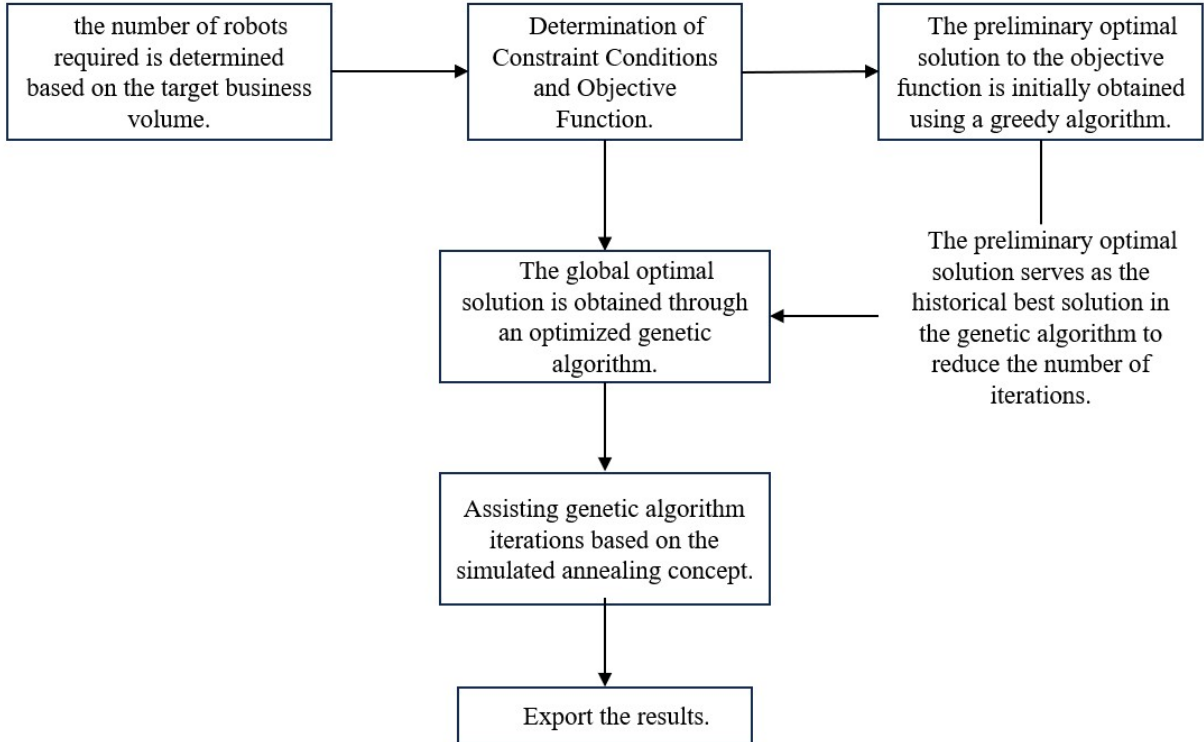 the number of robots
required is determined
based on the target business
volume.
Determination of
Constraint Conditions
and Objective
Function.
The preliminary optimal
solution to the objective
function is initially obtained
using a greedy algorithm.
The global optimal
solution is obtained through
an optimized genetic
algorithm.
The preliminary optimal
solution serves as the
historical best solution in
the genetic algorithm to
reduce the number of
iterations.
Assisting genetic algorithm
iterations based on the
simulated annealing concept.
Export the results.